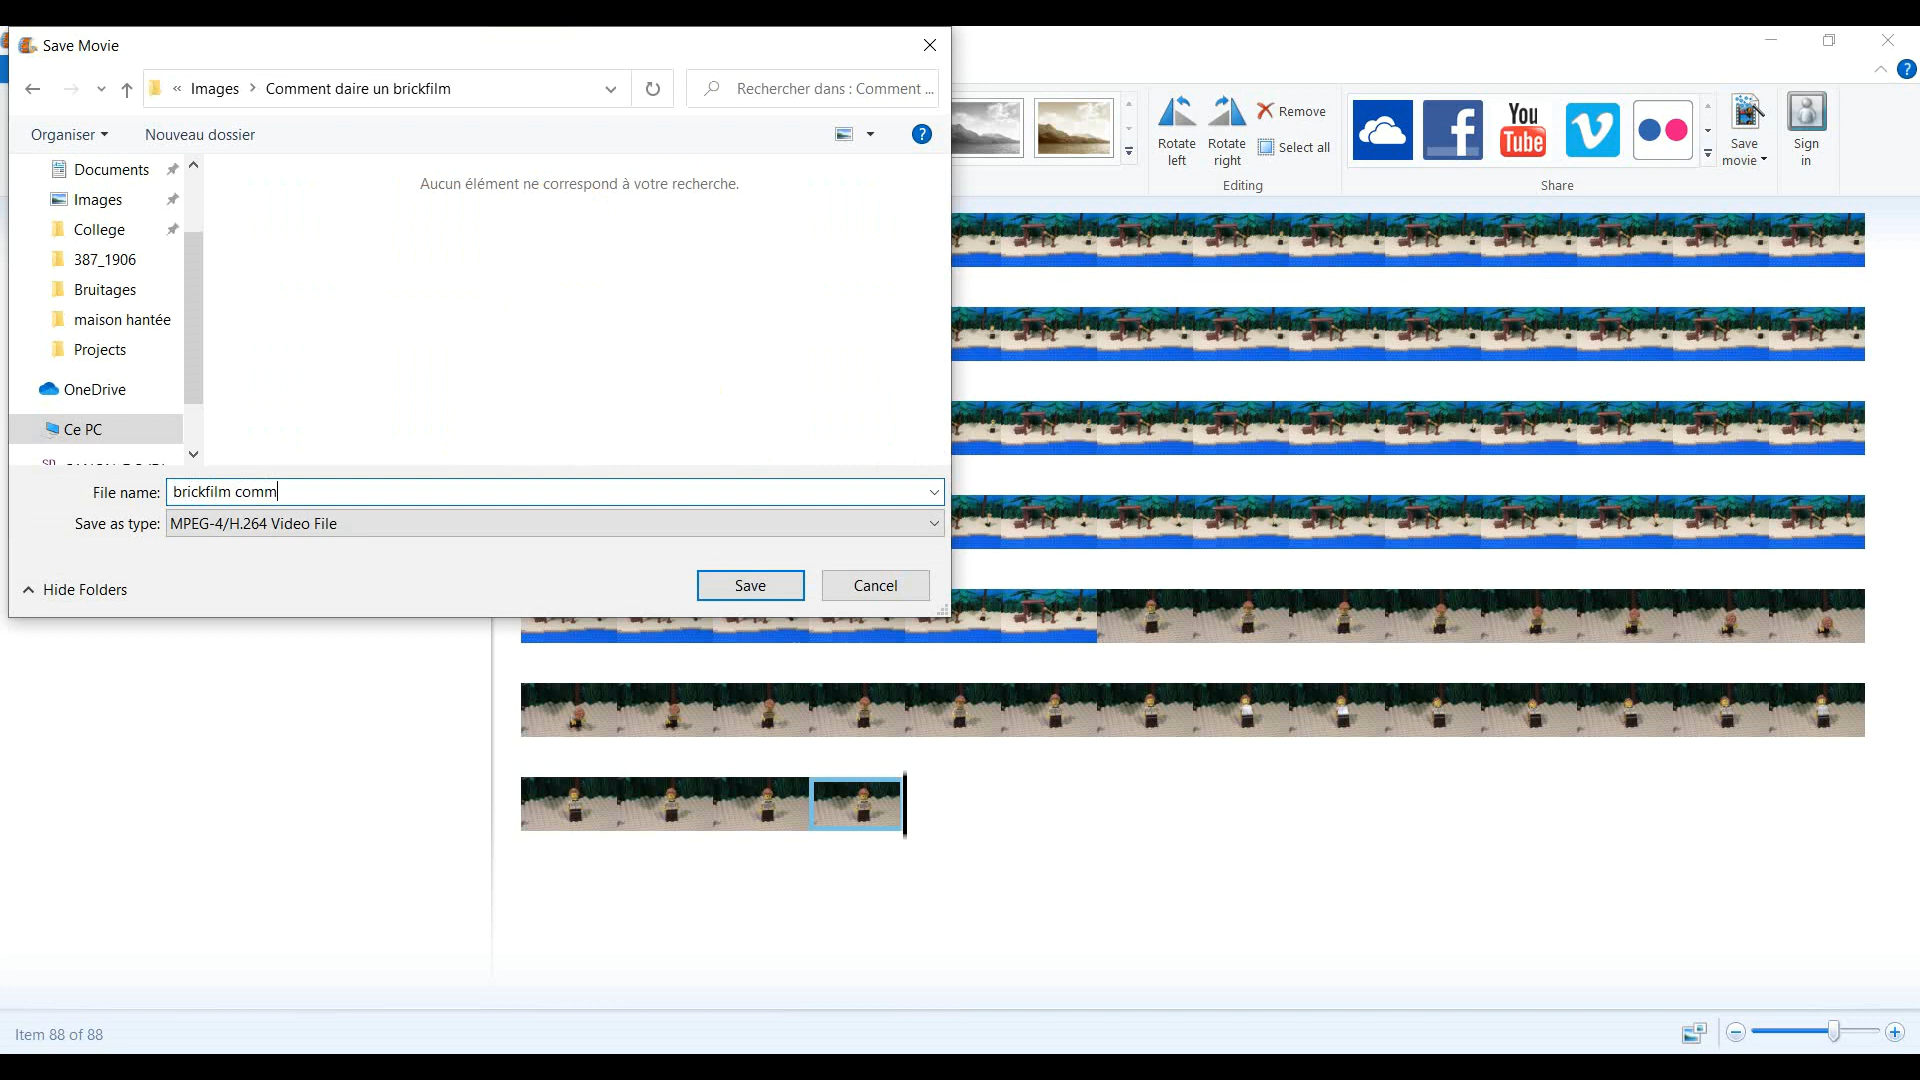 Save Movie
« Images > Comment daire un brickfilm
Rechercher dans : Comment ...
Organiser
Nouveau dossier
Documents
Images
College
387_1906
Bruitages
maison hantée
Projects
OneDrive
Ce PC
Aucun élément ne correspond à votre recherche.
File name: brickfilm comm
Save as type: MPEG-4/H.264 Video File
Hide Folders
Save
Cancel
Rotate left
Rotate right
Remove
Select all
Editing
You Tube
Share
Save movie
Sign in
Item 88 of 88